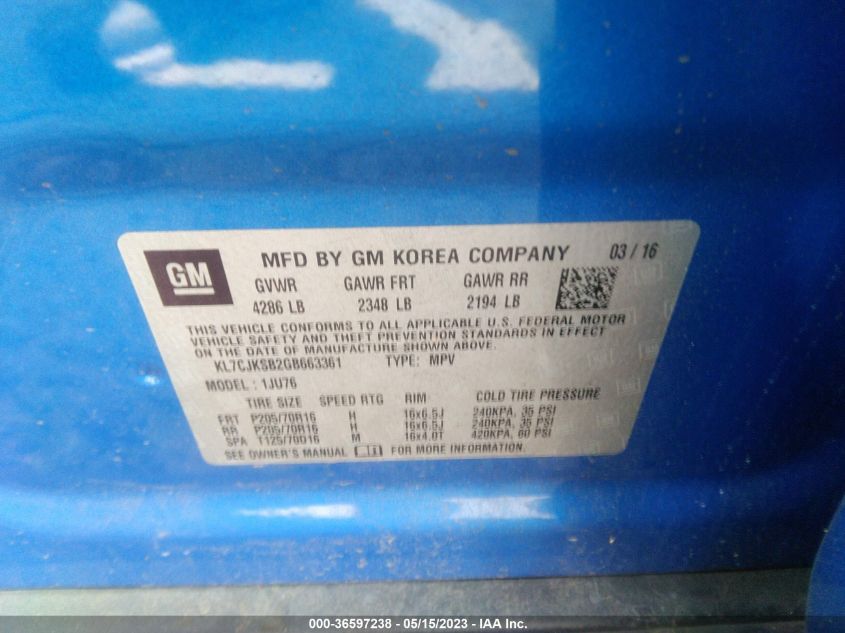 GM
MFD BY GM KOREA COMPANY 03 / 16
GVWR GAWR FRT GAWR RR
4286 LB 2348 LB 2194 LB
THIS VEHICLE CONFORMS TO ALL APPLICABLE U.S. FEDERAL MOTOR
VEHICLE SAFETY AND THEFT PREVENTION STANDARDS IN EFFECT
ON THE DATE OF MANUFACTURE SHOWN ABOVE.
KL7CJKSB2GB663361 TYPE: MPV
MODEL: 1JU76
TIRE SIZE SPEED RTG RIM COLD TIRE PRESSURE
FRT P205/70R16 H 16x6.5J 240KPA, 35 PSI
RR P205/70R16 H 16x6.5J 240KPA, 35 PSI
SPA T125/70D16 M 16x4.0T 420KPA, 60 PSI
SEE OWNER'S MANUAL FOR MORE INFORMATION.
000-36597238 - 05/15/2023 - IAA Inc.